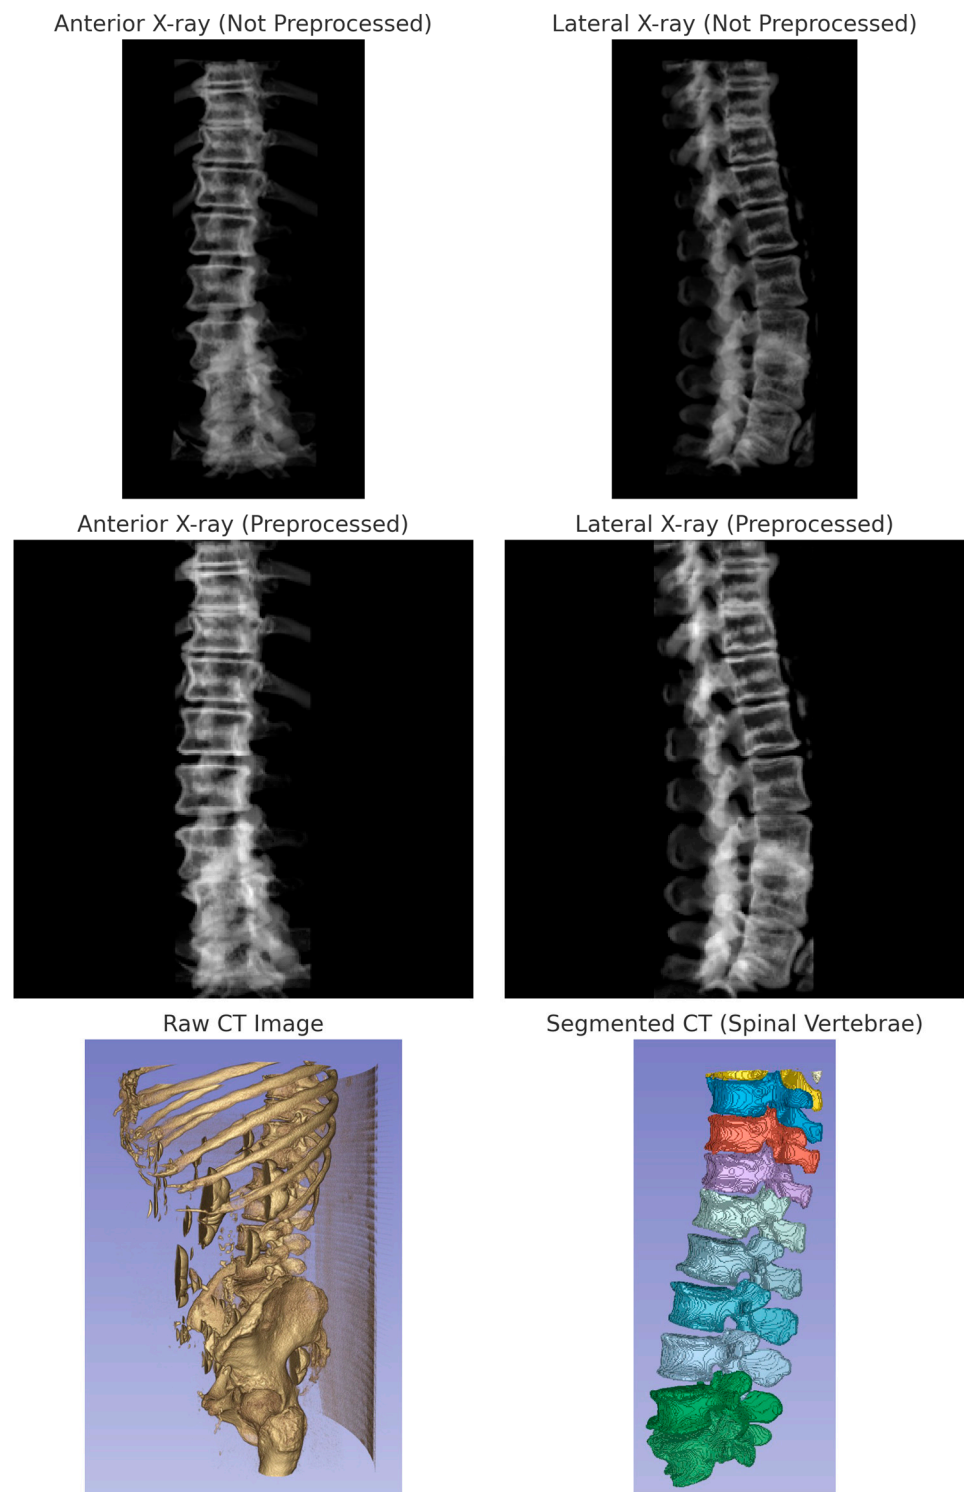 Anterior X-ray (Not Preprocessed)
Lateral X-ray (Not Preprocessed)
Anterior X-ray (Preprocessed)
Lateral X-ray (Preprocessed)
Raw CT Image
Segmented CT (Spinal Vertebrae)